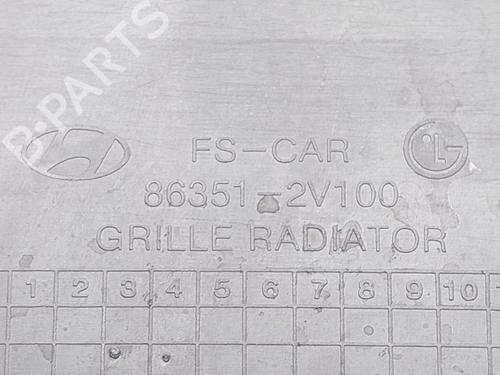 B-PARTS
FS-CAR
86351-2V100
GRILLE RADIATOR
1 2 3 4 5 6 7 8 9 10